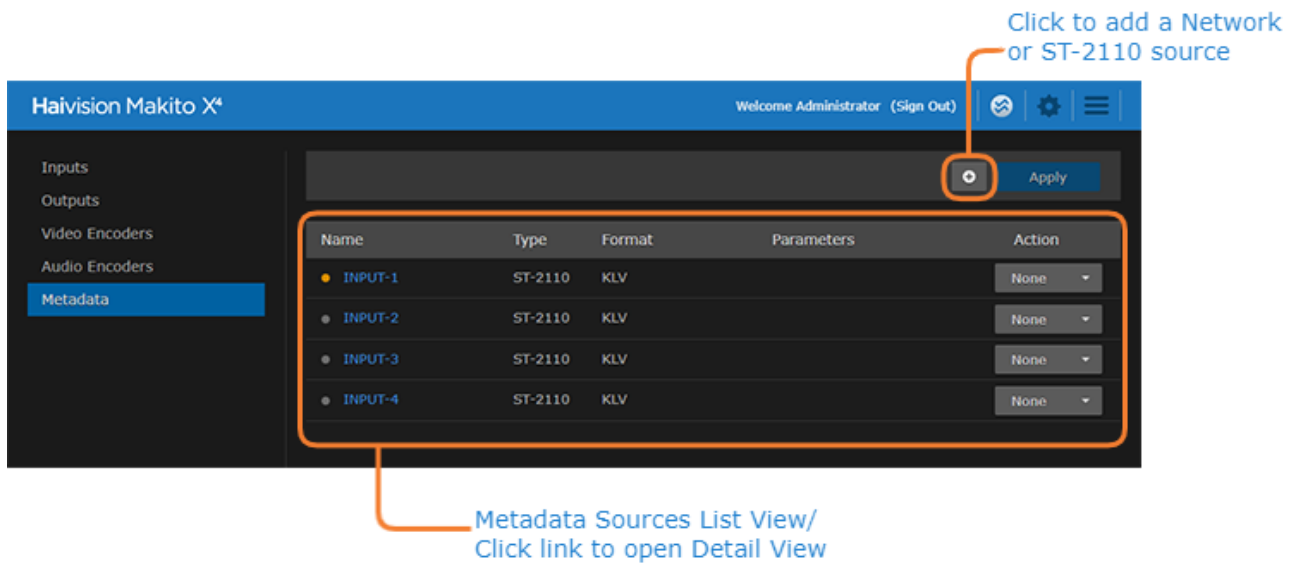 Click to add a Network
or ST-2110 source
Haivision Makito X⁴
Welcome Administrator (Sign Out)
Inputs
Outputs
Video Encoders
Audio Encoders
Metadata
Apply
Name Type Format Parameters Action
INPUT-1 ST-2110 KLV None
INPUT-2 ST-2110 KLV None
INPUT-3 ST-2110 KLV None
INPUT-4 ST-2110 KLV None
Metadata Sources List View/
Click link to open Detail View